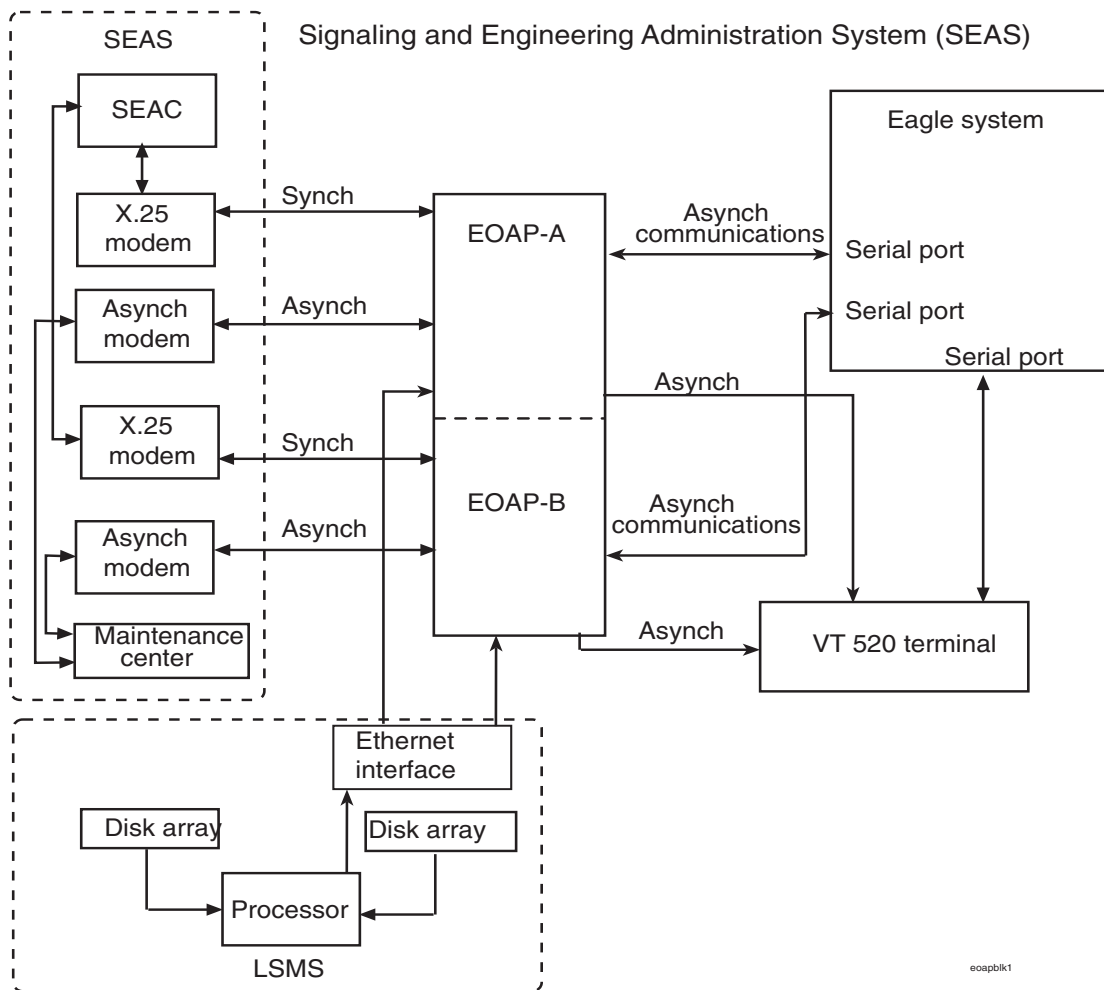 SEAS
Signaling and Engineering Administration System (SEAS)
SEAC
Eagle system
X.25
modem
Synch
EOAP-A
Asynch
communications
Serial port
Asynch
modem
Asynch
Serial port
Serial port
Asynch
X.25
modem
Synch
EOAP-B
Asynch
communications
Asynch
modem
Asynch
Maintenance
center
Asynch
VT 520 terminal
Ethernet
interface
Disk array
Disk array
Processor
LSMS
eoapblk1